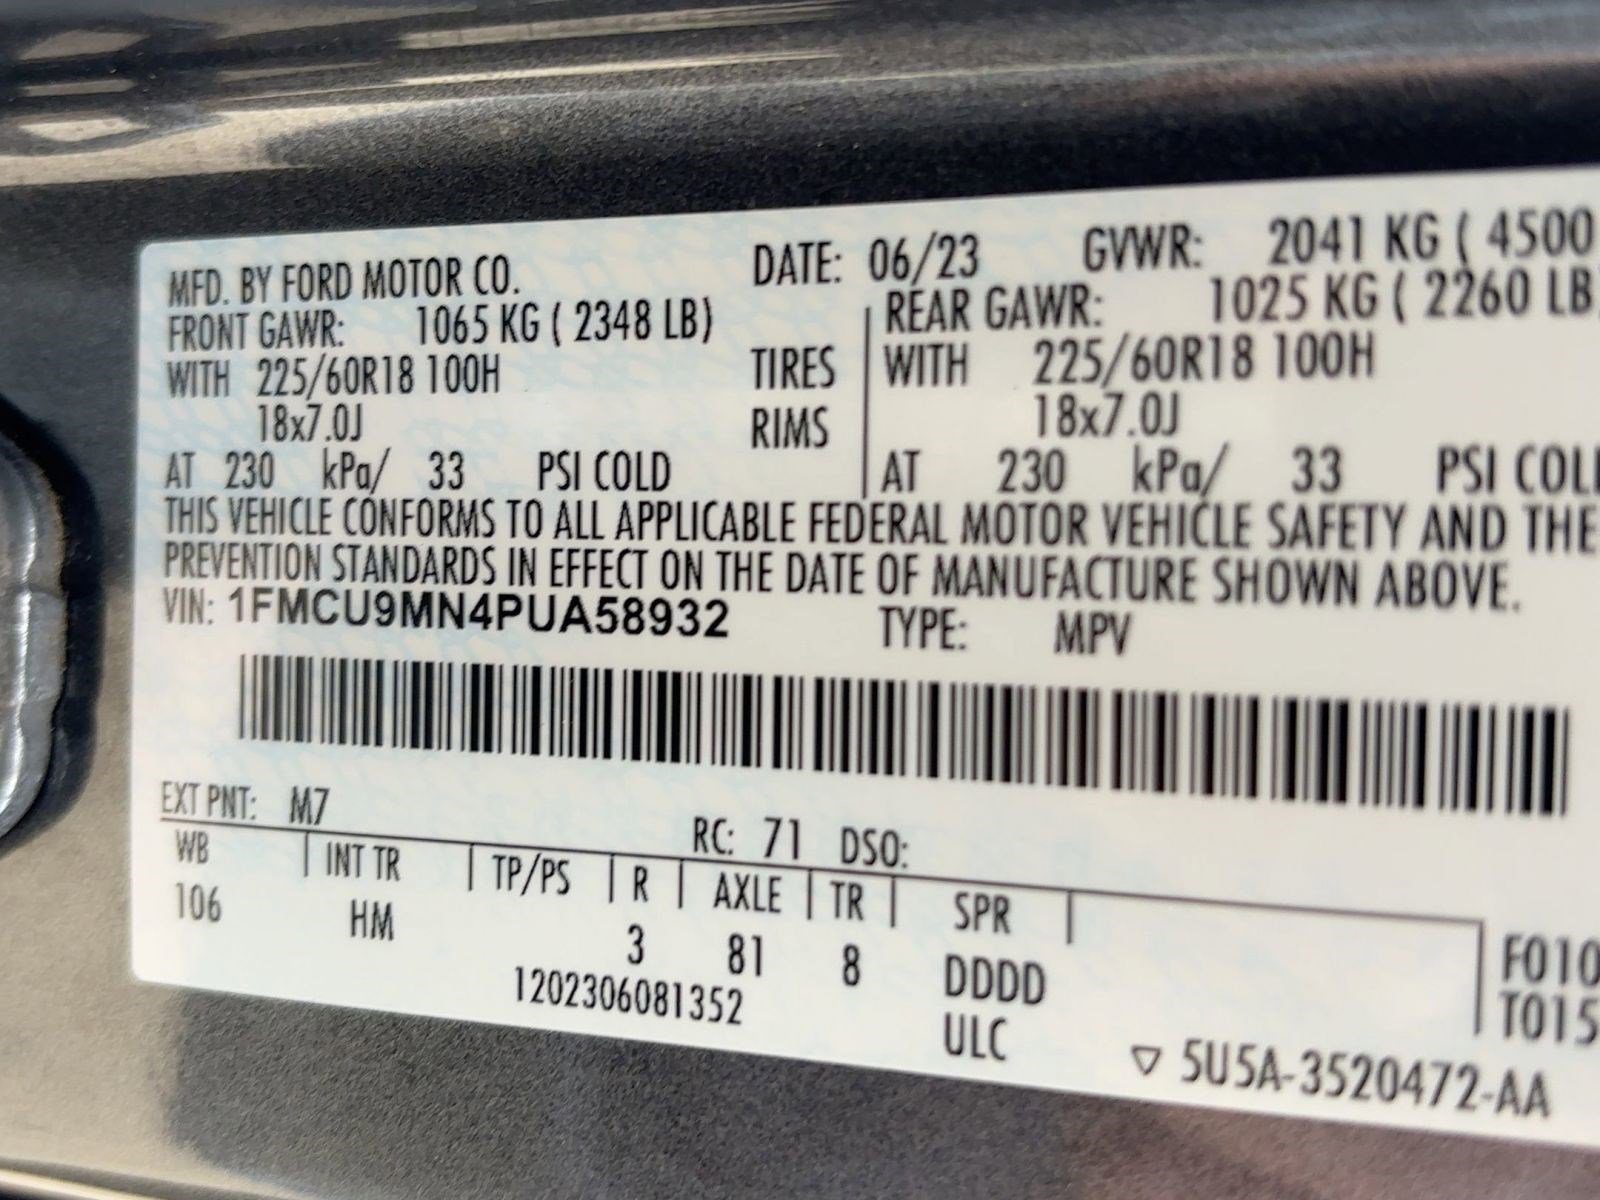 MFD. BY FORD MOTOR CO. DATE: 06/23 GVWR: 2041 KG ( 4500
FRONT GAWR: 1065 KG ( 2348 LB) REAR GAWR: 1025 KG ( 2260 LB)
WITH 225/60R18 100H TIRES WITH 225/60R18 100H
18x7.0J RIMS 18x7.0J
AT 230 kPa/ 33 PSI COLD AT 230 kPa/ 33 PSI COLD
THIS VEHICLE CONFORMS TO ALL APPLICABLE FEDERAL MOTOR VEHICLE SAFETY AND THE
PREVENTION STANDARDS IN EFFECT ON THE DATE OF MANUFACTURE SHOWN ABOVE.
VIN: 1FMCU9MN4PUA58932 TYPE: MPV
EXT PNT: M7 RC: 71 DSO:
WB INT TR TP/PS R AXLE TR SPR
106 HM 3 81 8 DDDD F010
1202306081352 ULC T015
▽ 5U5A-3520472-AA